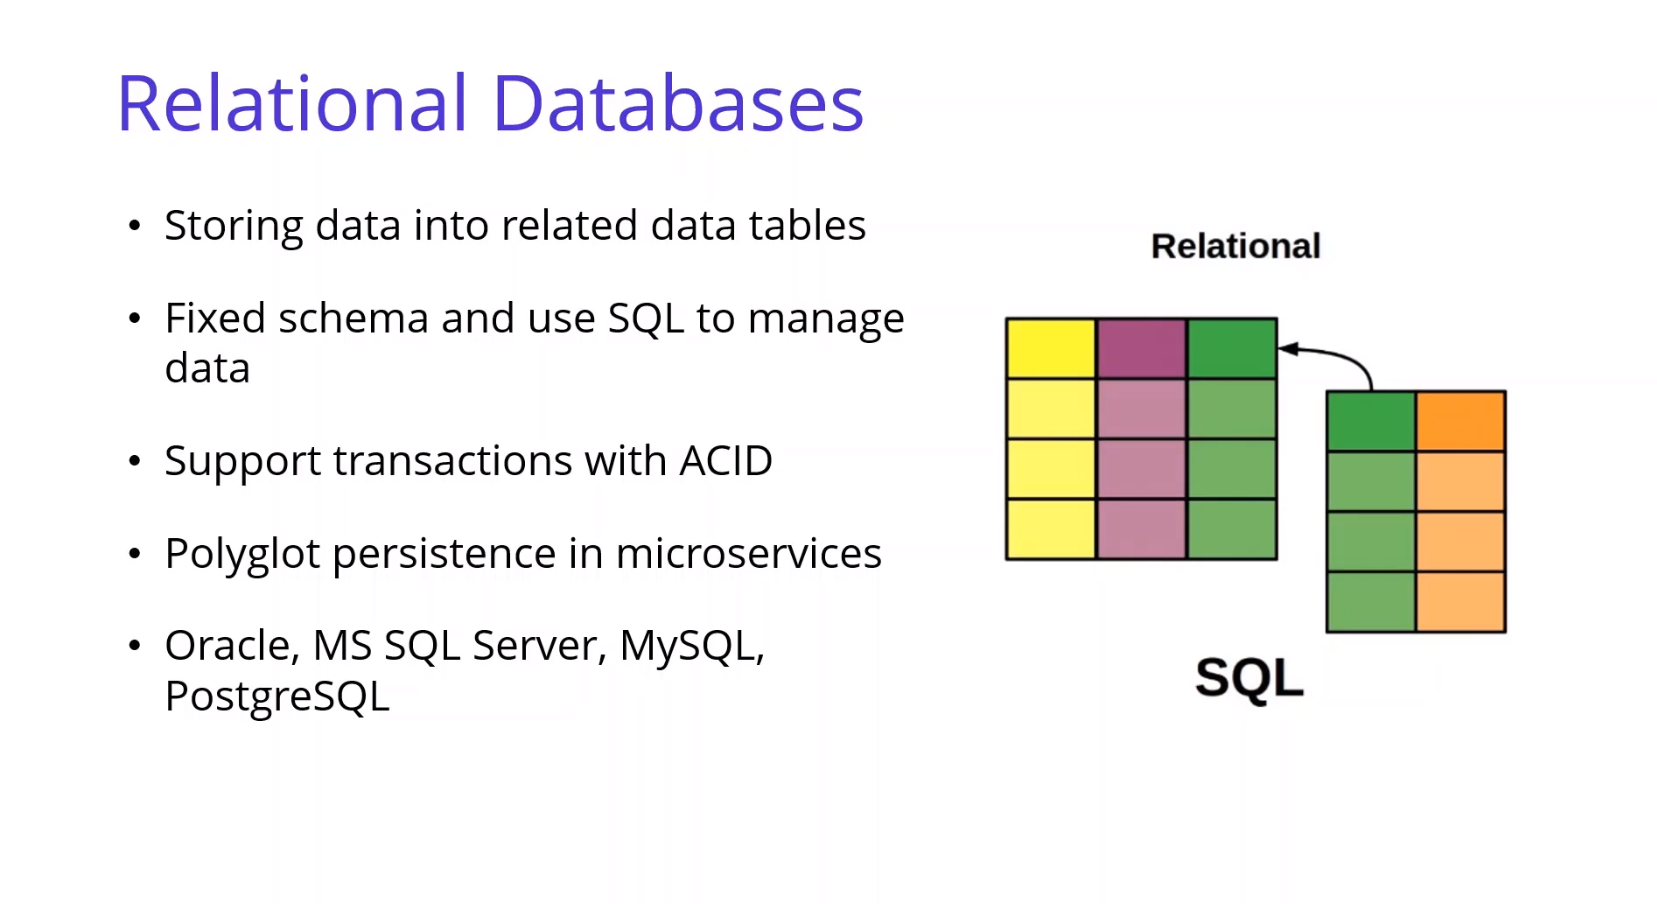 Relational Databases
• Storing data into related data tables
• Fixed schema and use SQL to manage
data
• Support transactions with ACID
• Polyglot persistence in microservices
• Oracle, MS SQL Server, MySQL,
PostgreSQL
Relational
SQL